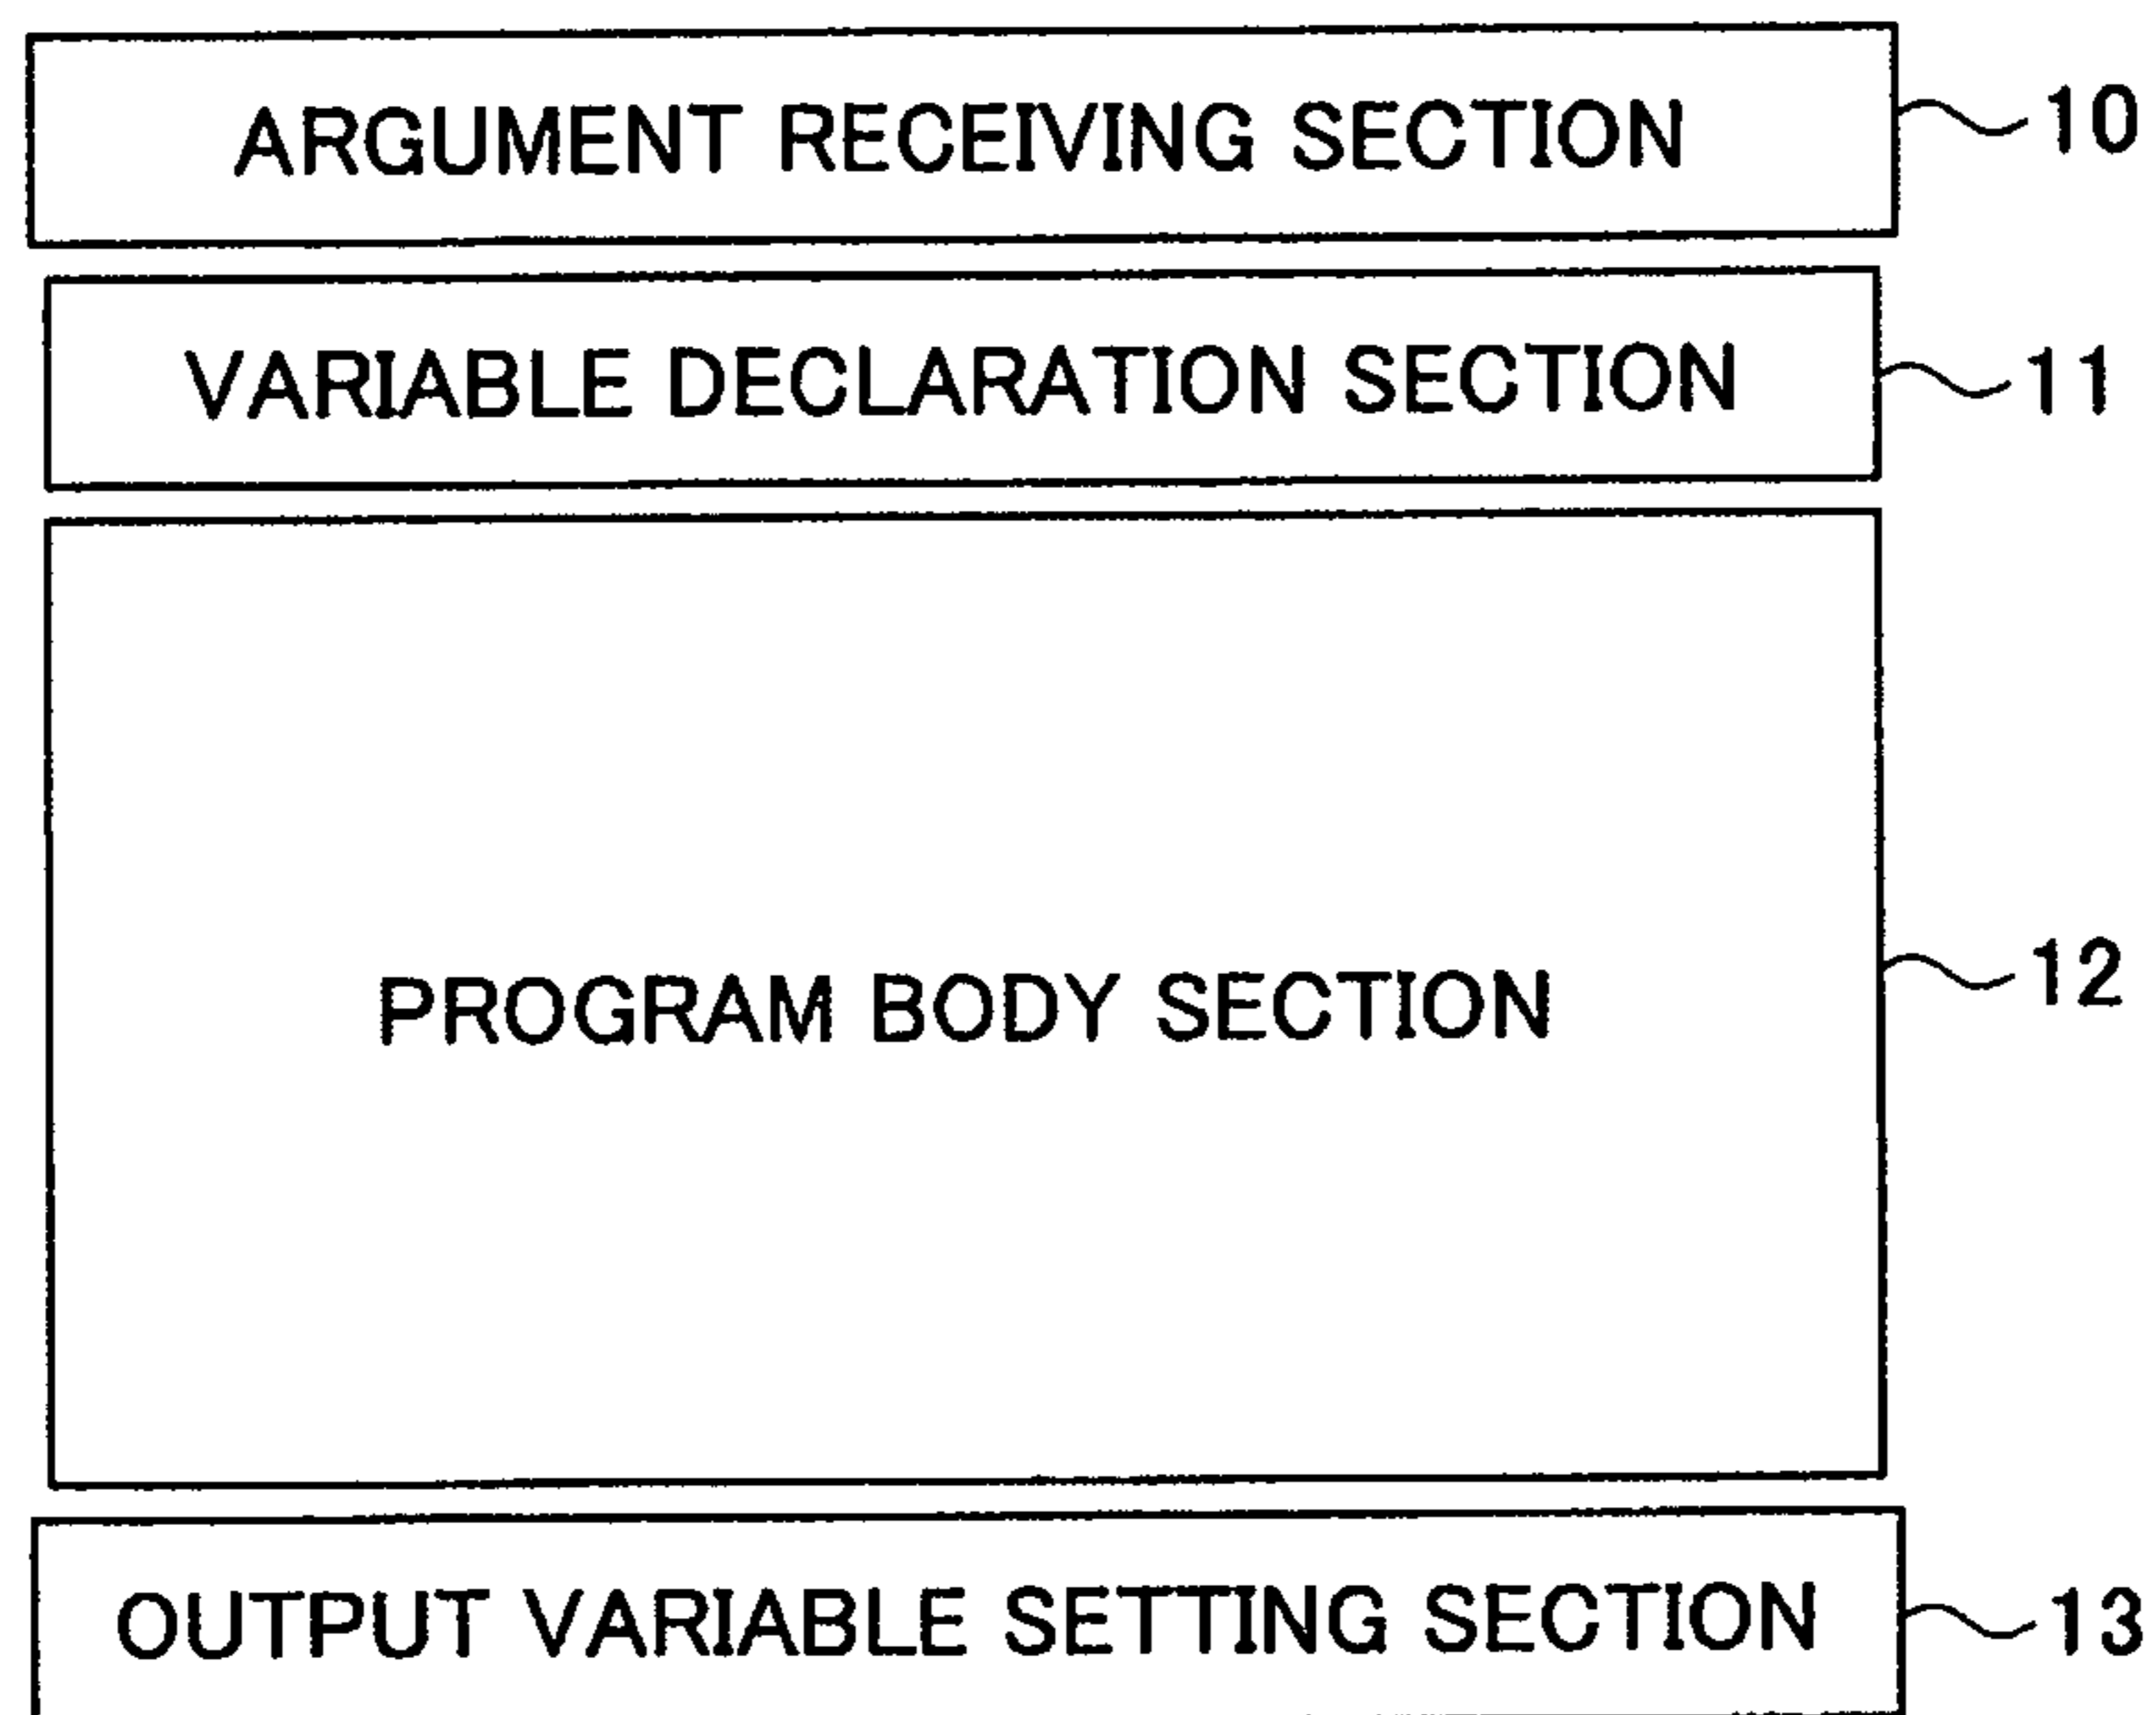 ARGUMENT RECEIVING SECTION 10
VARIABLE DECLARATION SECTION 11
PROGRAM BODY SECTION 12
OUTPUT VARIABLE SETTING SECTION 13